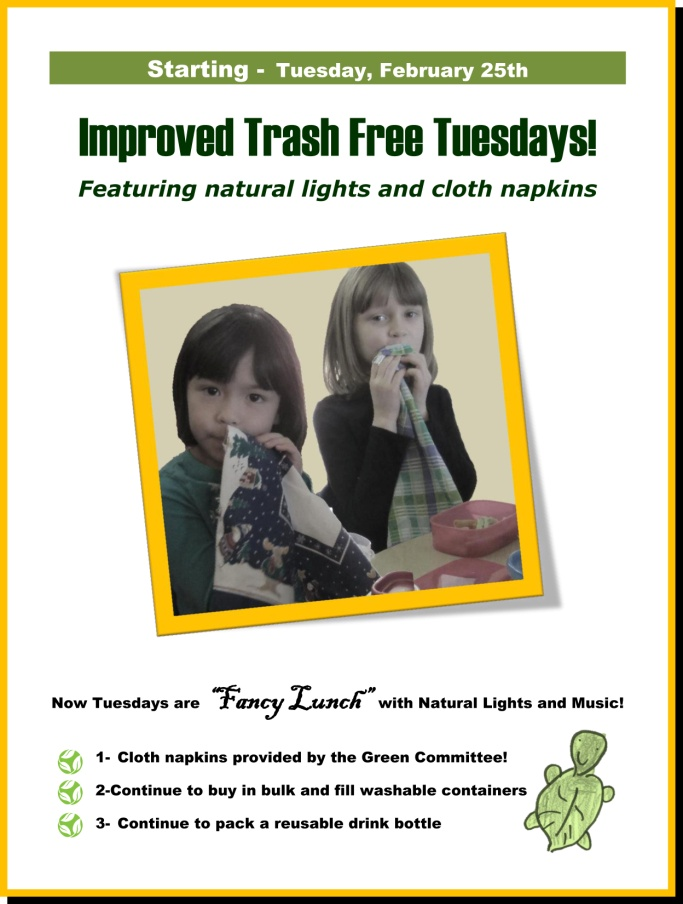 Starting - Tuesday, February 25th
Improved Trash Free Tuesdays!
Featuring natural lights and cloth napkins
Now Tuesdays are "Fancy Lunch" with Natural Lights and Music!
1- Cloth napkins provided by the Green Committee!
2-Continue to buy in bulk and fill washable containers
3- Continue to pack a reusable drink bottle